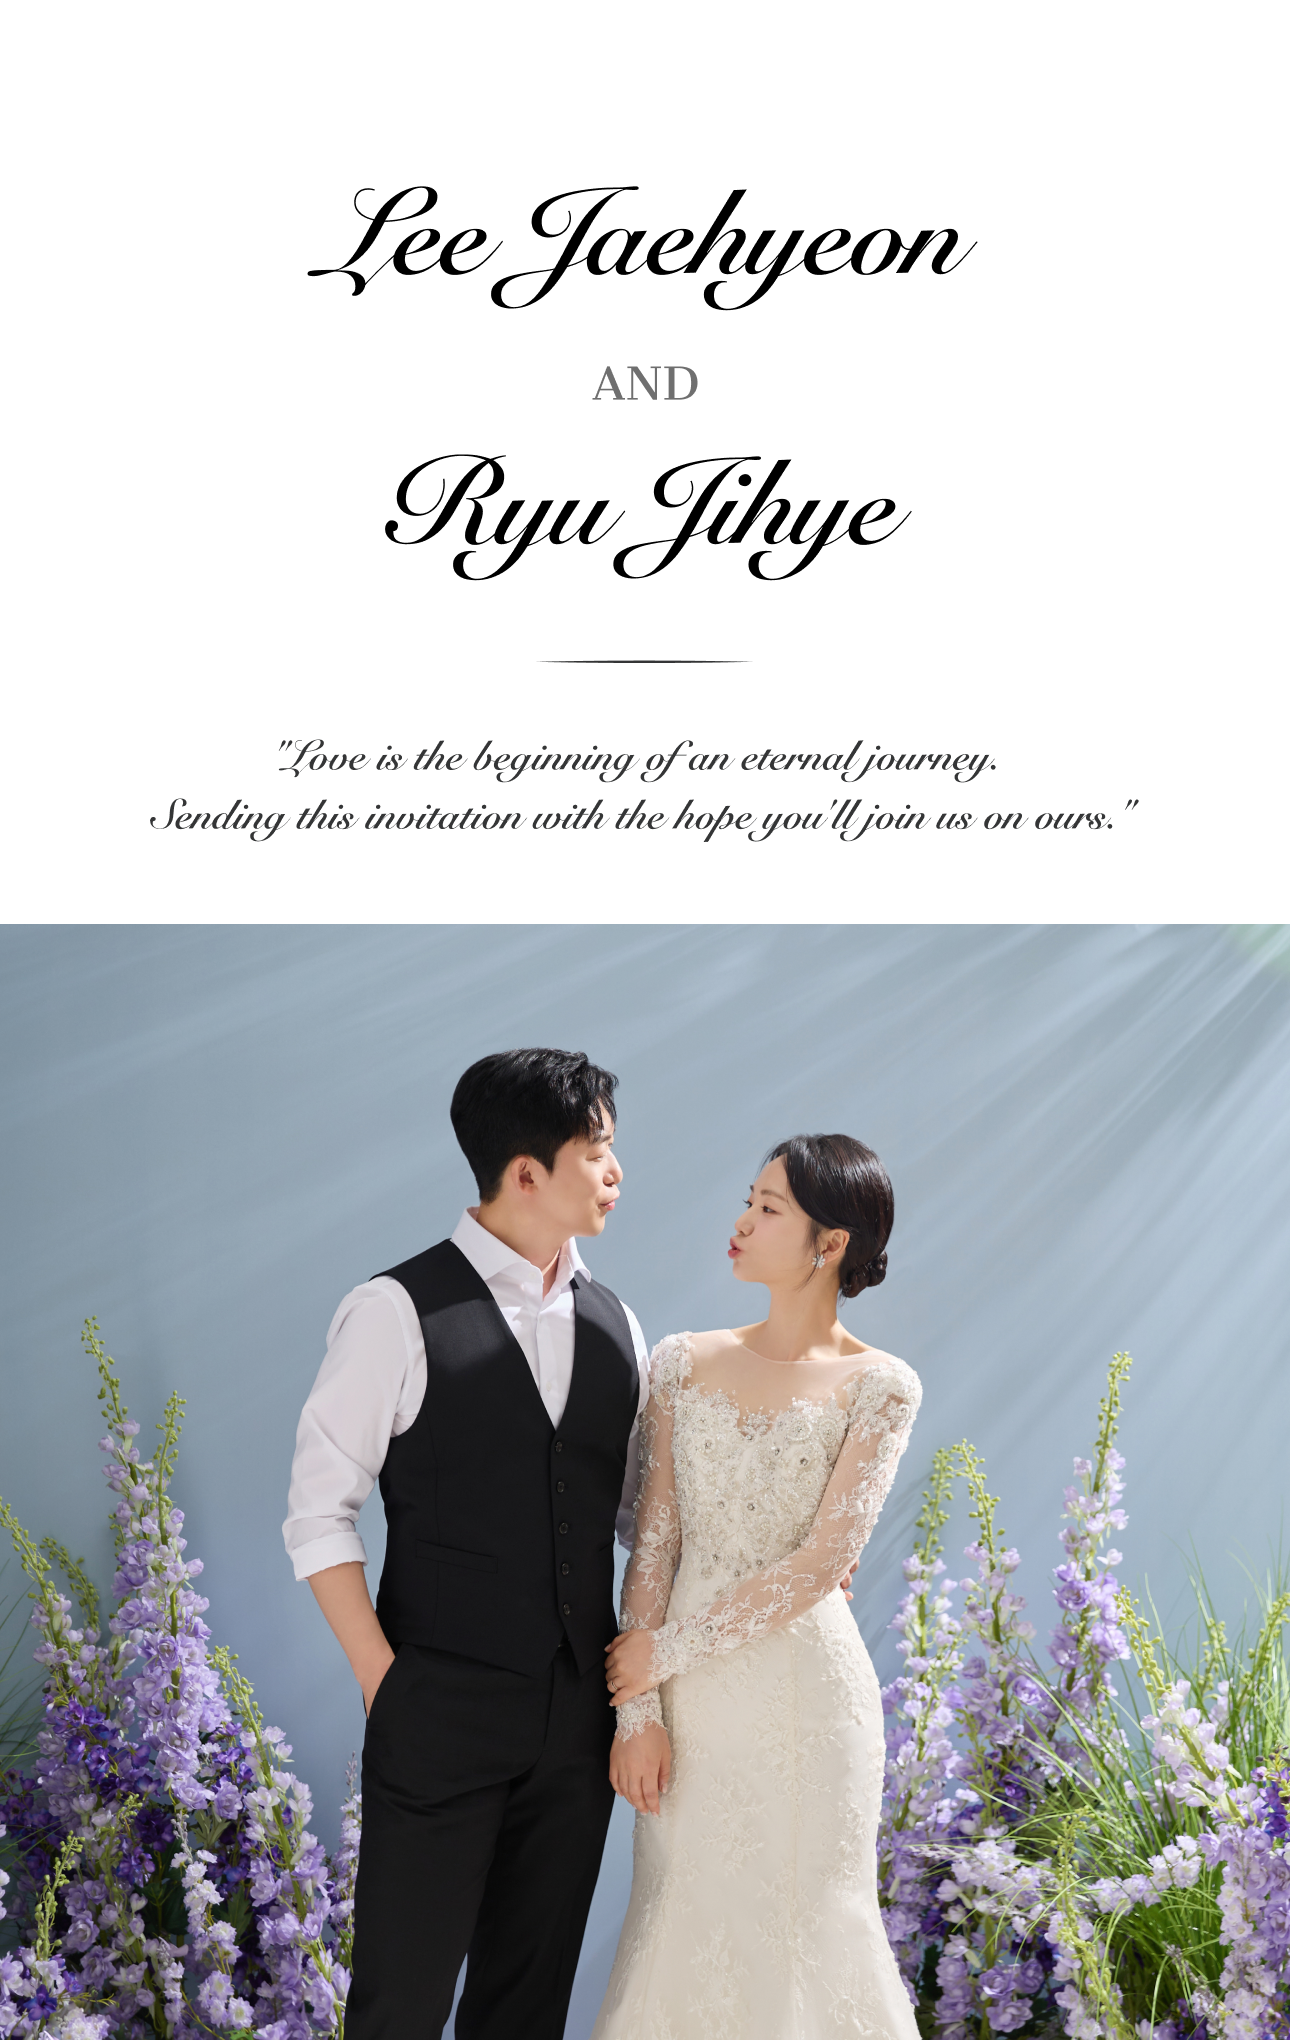 Lee Jaehyeon
AND
Ryu Jihye
"Love is the beginning of an eternal journey.
Sending this invitation with the hope you'll join us on ours."